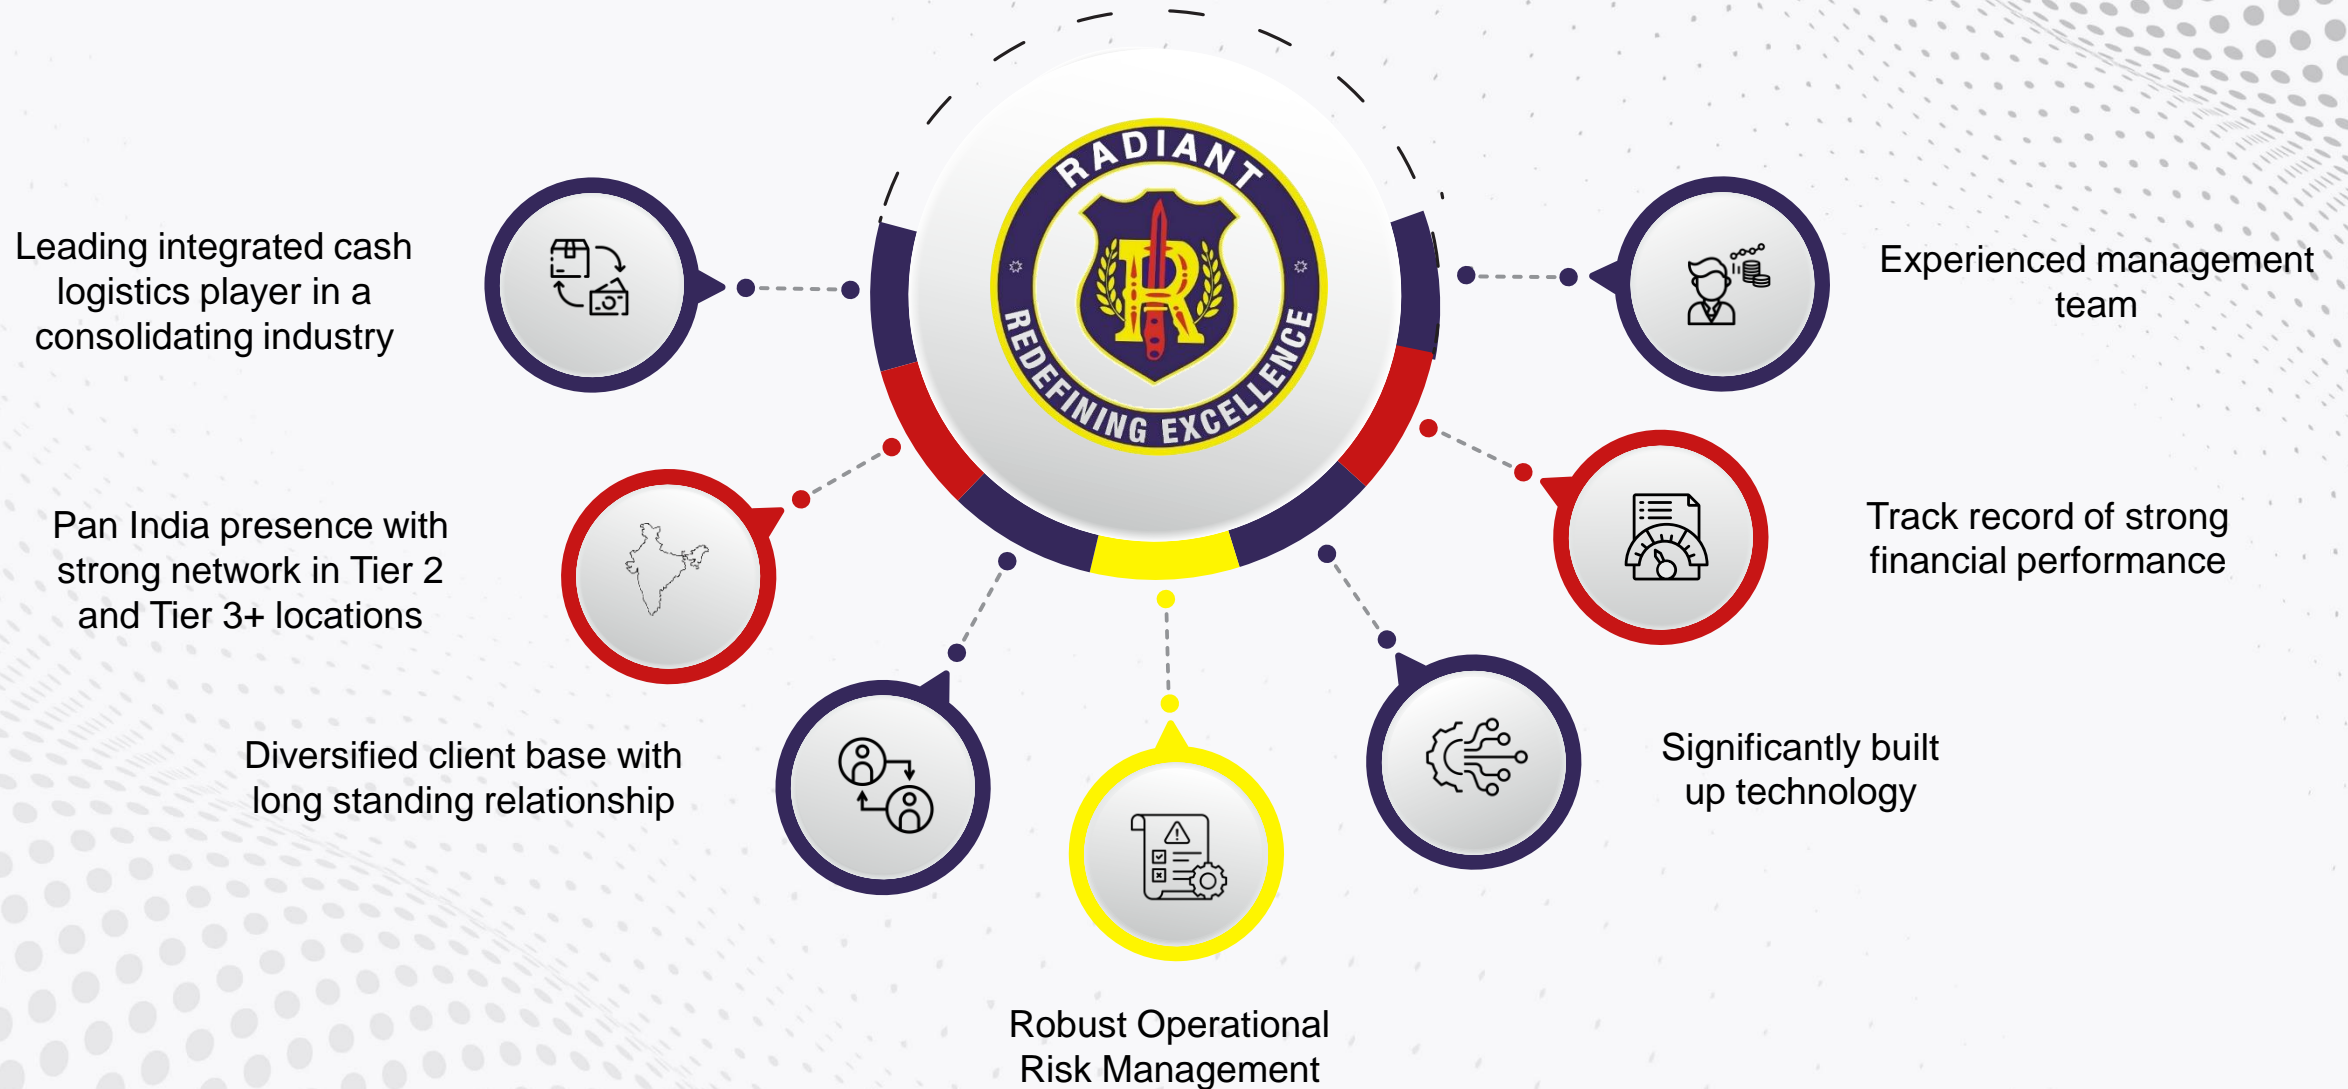 RADIANT
R
REDEFINING EXCELLENCE
Leading integrated cash
logistics player in a
consolidating industry
Pan India presence with
strong network in Tier 2
and Tier 3+ locations
Diversified client base with
long standing relationship
Robust Operational
Risk Management
Significantly built
up technology
Track record of strong
financial performance
Experienced management
team